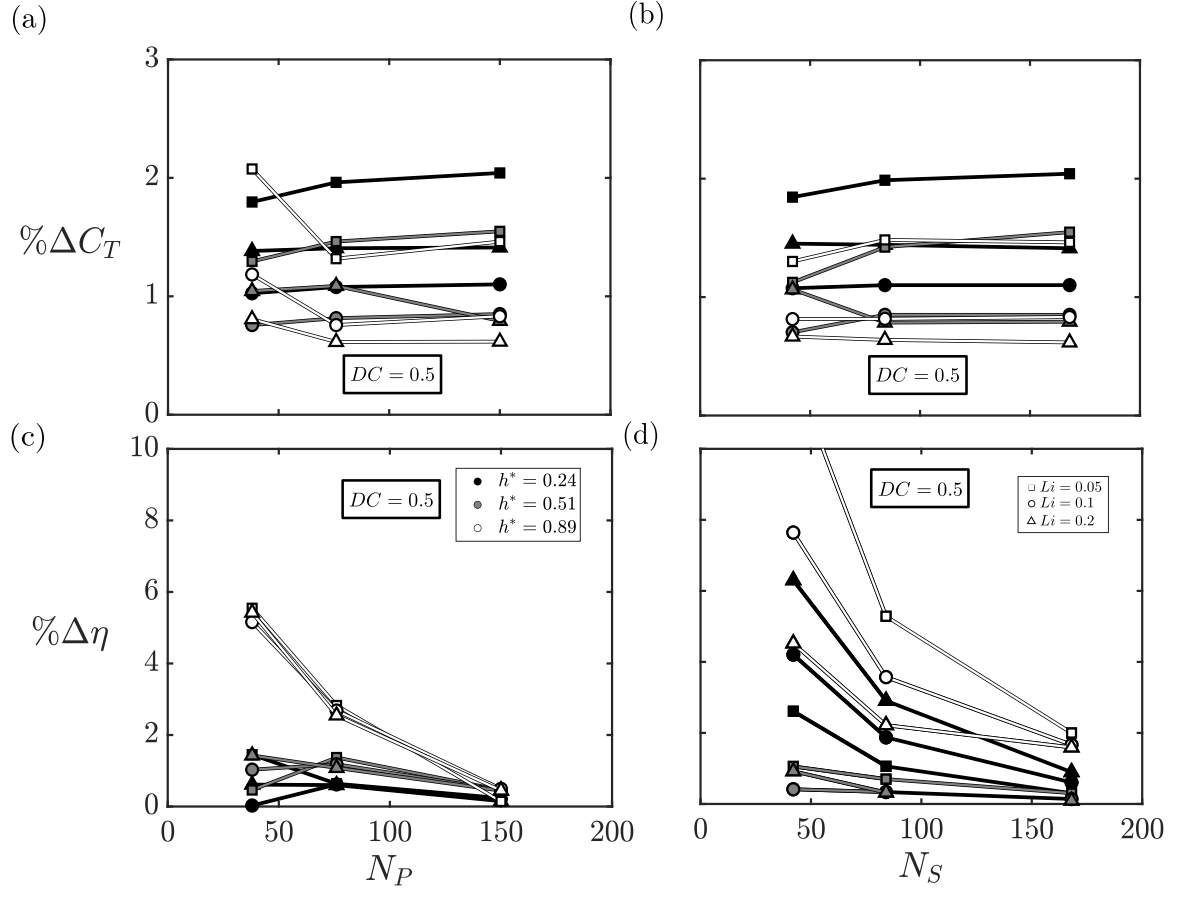 (a)
(b)
3
2
1
0
%ΔC_T
DC = 0.5
DC = 0.5
(c)
(d)
10
8
6
4
2
0
%Δη
DC = 0.5
h* = 0.24
h* = 0.51
h* = 0.89
DC = 0.5
Li = 0.05
Li = 0.1
Li = 0.2
0 50 100 150 200
0 50 100 150 200
N_P
N_S